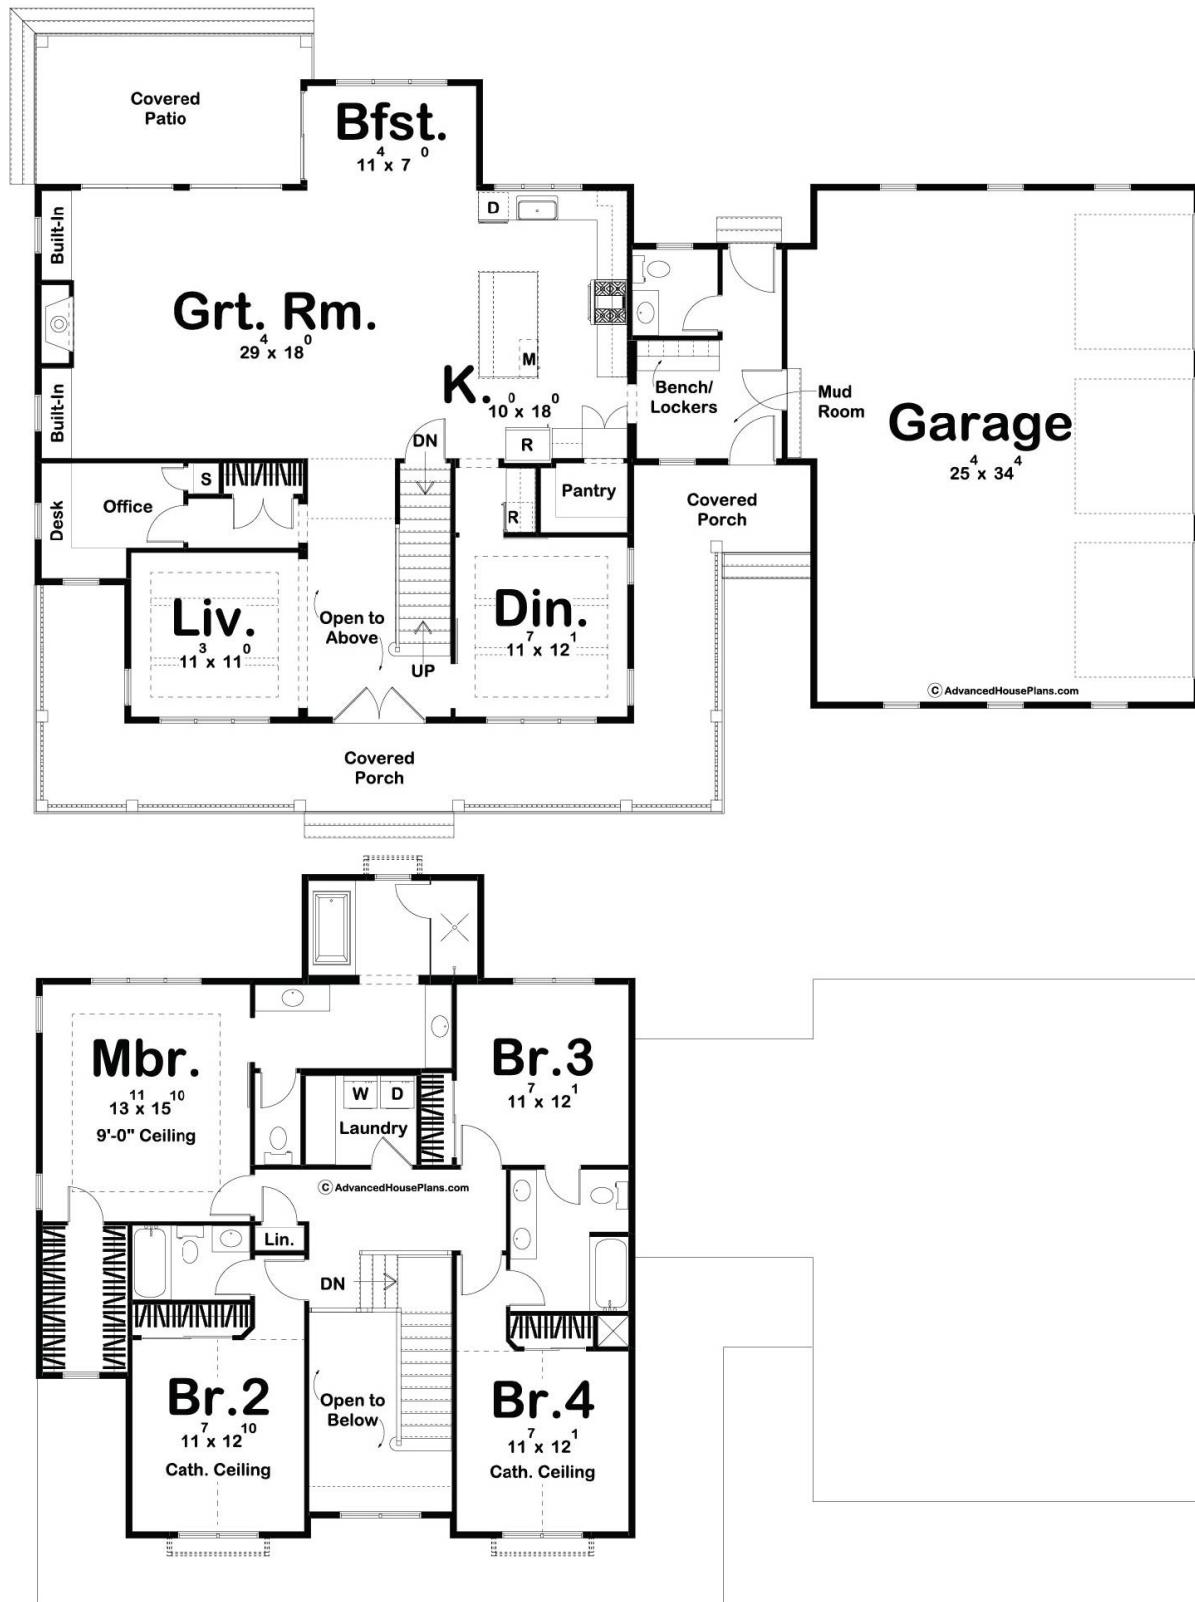 Covered
Patio
Bfst.
11⁴ x 7⁰
Built-In
D
Grt. Rm.
29⁴ x 18⁰
M
K.
10⁰ x 18⁰
Built-In
Bench/
Lockers
Mud
Room
Garage
25⁴ x 34⁴
DN
R
S
Desk
Office
R
Pantry
Covered
Porch
Liv.
11³ x 11⁰
Open to
Above
UP
Din.
11⁷ x 12¹
© AdvancedHousePlans.com
Covered
Porch
Mbr.
13¹¹ x 15¹⁰
9'-0" Ceiling
W
D
Laundry
Br.3
11⁷ x 12¹
© AdvancedHousePlans.com
Lin.
DN
Br.2
11⁷ x 12¹⁰
Cath. Ceiling
Open to
Below
Br.4
11⁷ x 12¹
Cath. Ceiling